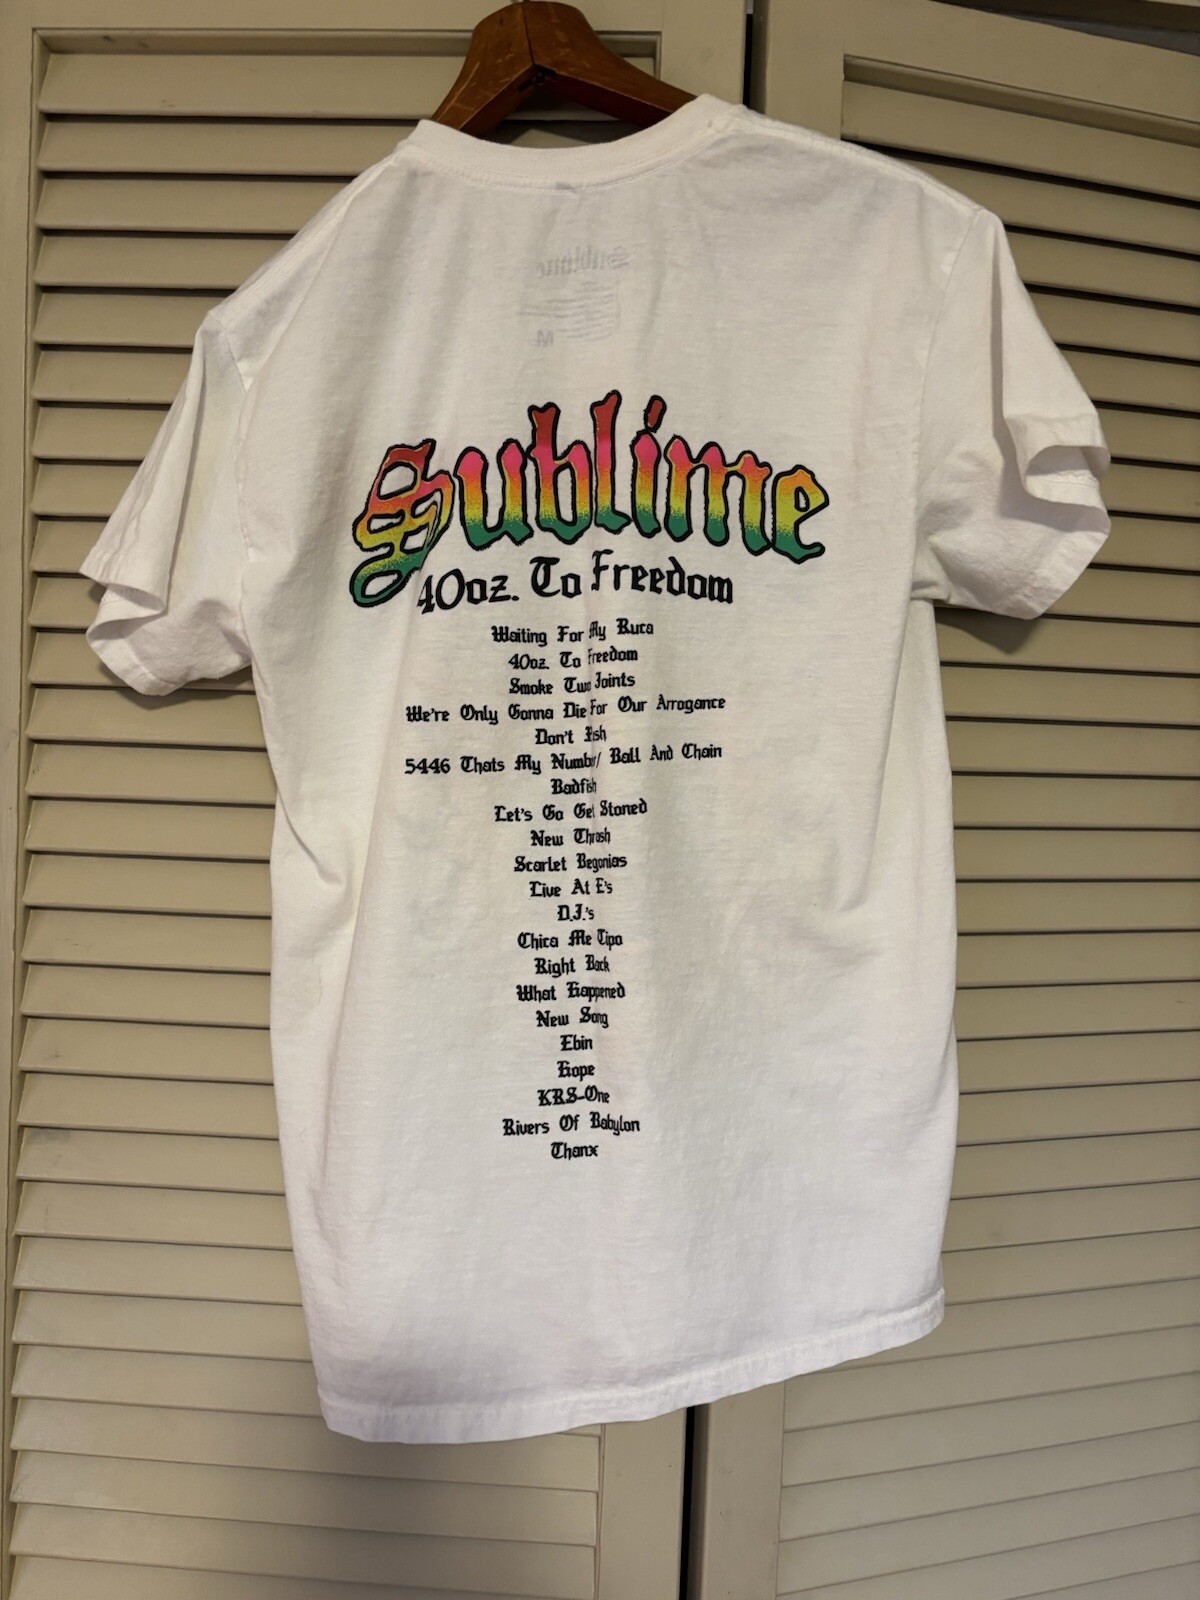 Sublime
M
Sublime
40oz. To Freedom
Waiting For My Ruca
40oz. To Freedom
Smoke Two Joints
We're Only Gonna Die For Our Arrogance
Don't Push
5446 Thats My Number/ Ball And Chain
Badfish
Let's Go Get Stoned
New Thrash
Scarlet Begonias
Live At E's
D.J.'s
Chica Me Tipo
Right Back
What Happened
New Song
Ebin
Hope
KRS-One
Rivers Of Babylon
Thanx